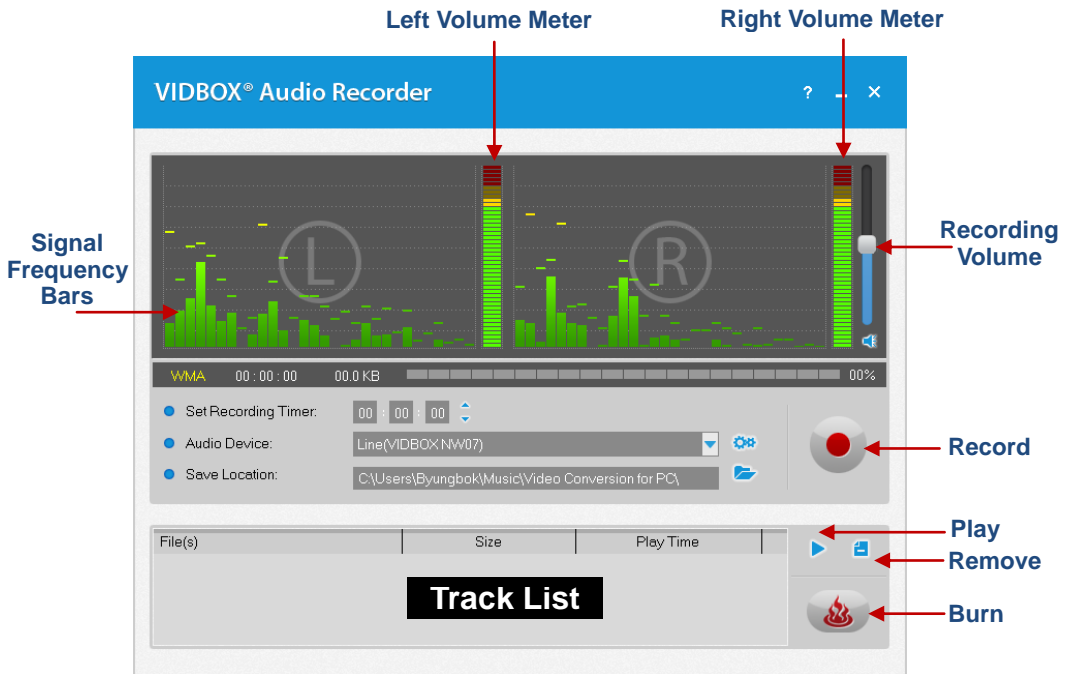 Left Volume Meter
Right Volume Meter
VIDBOX® Audio Recorder
?
L
R
Signal
Frequency
Bars
Recording
Volume
WMA 00:00:00 00.0 KB 00%
Set Recording Timer: 00 : 00 : 00
Audio Device: Line(VIDBOX NW07)
Record
Save Location: C:\Users\Byungbok\Music\Video Conversion for PC\
File(s) Size Play Time
Play
Remove
Track List
Burn